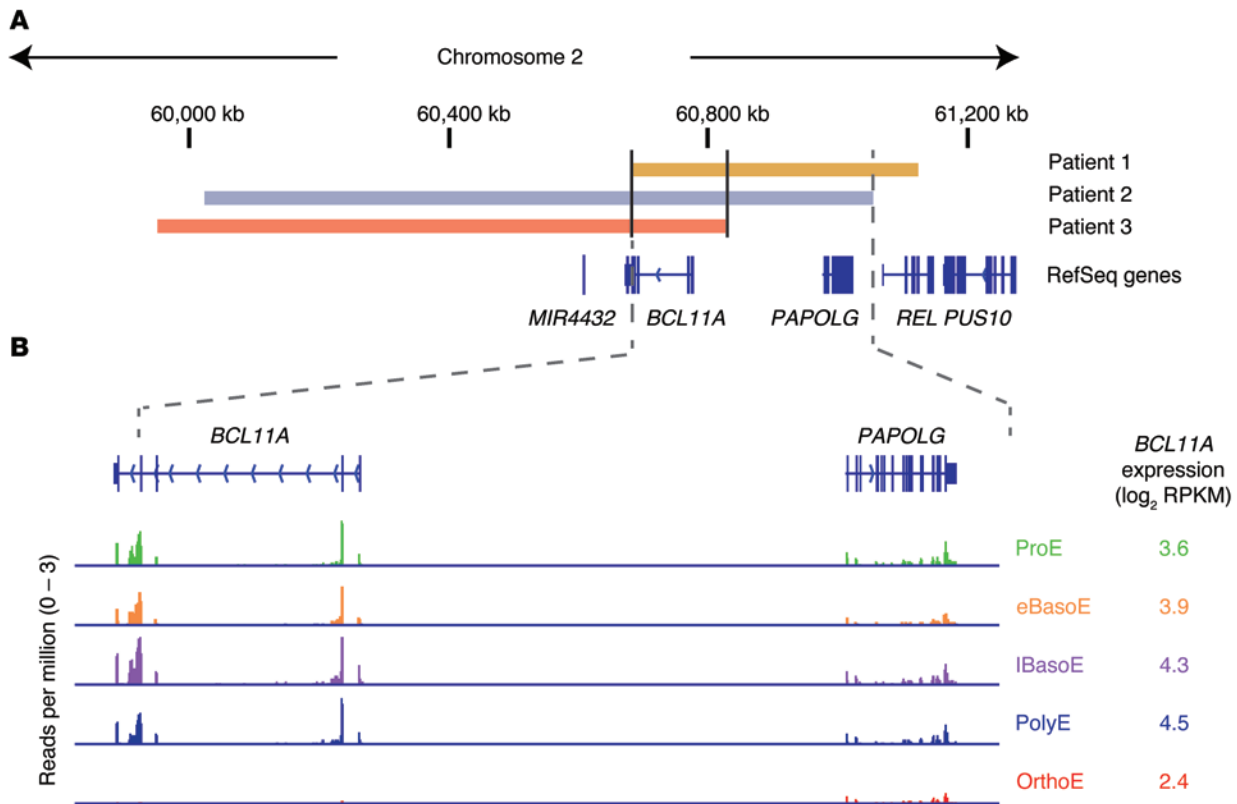 A
Chromosome 2
60,000 kb 60,400 kb 60,800 kb 61,200 kb
Patient 1
Patient 2
Patient 3
RefSeq genes
MIR4432 BCL11A PAPOLG REL PUS10
B
BCL11A PAPOLG
BCL11A
expression
(log₂ RPKM)
Reads per million (0 – 3)
ProE 3.6
eBasoE 3.9
lBasoE 4.3
PolyE 4.5
OrthoE 2.4